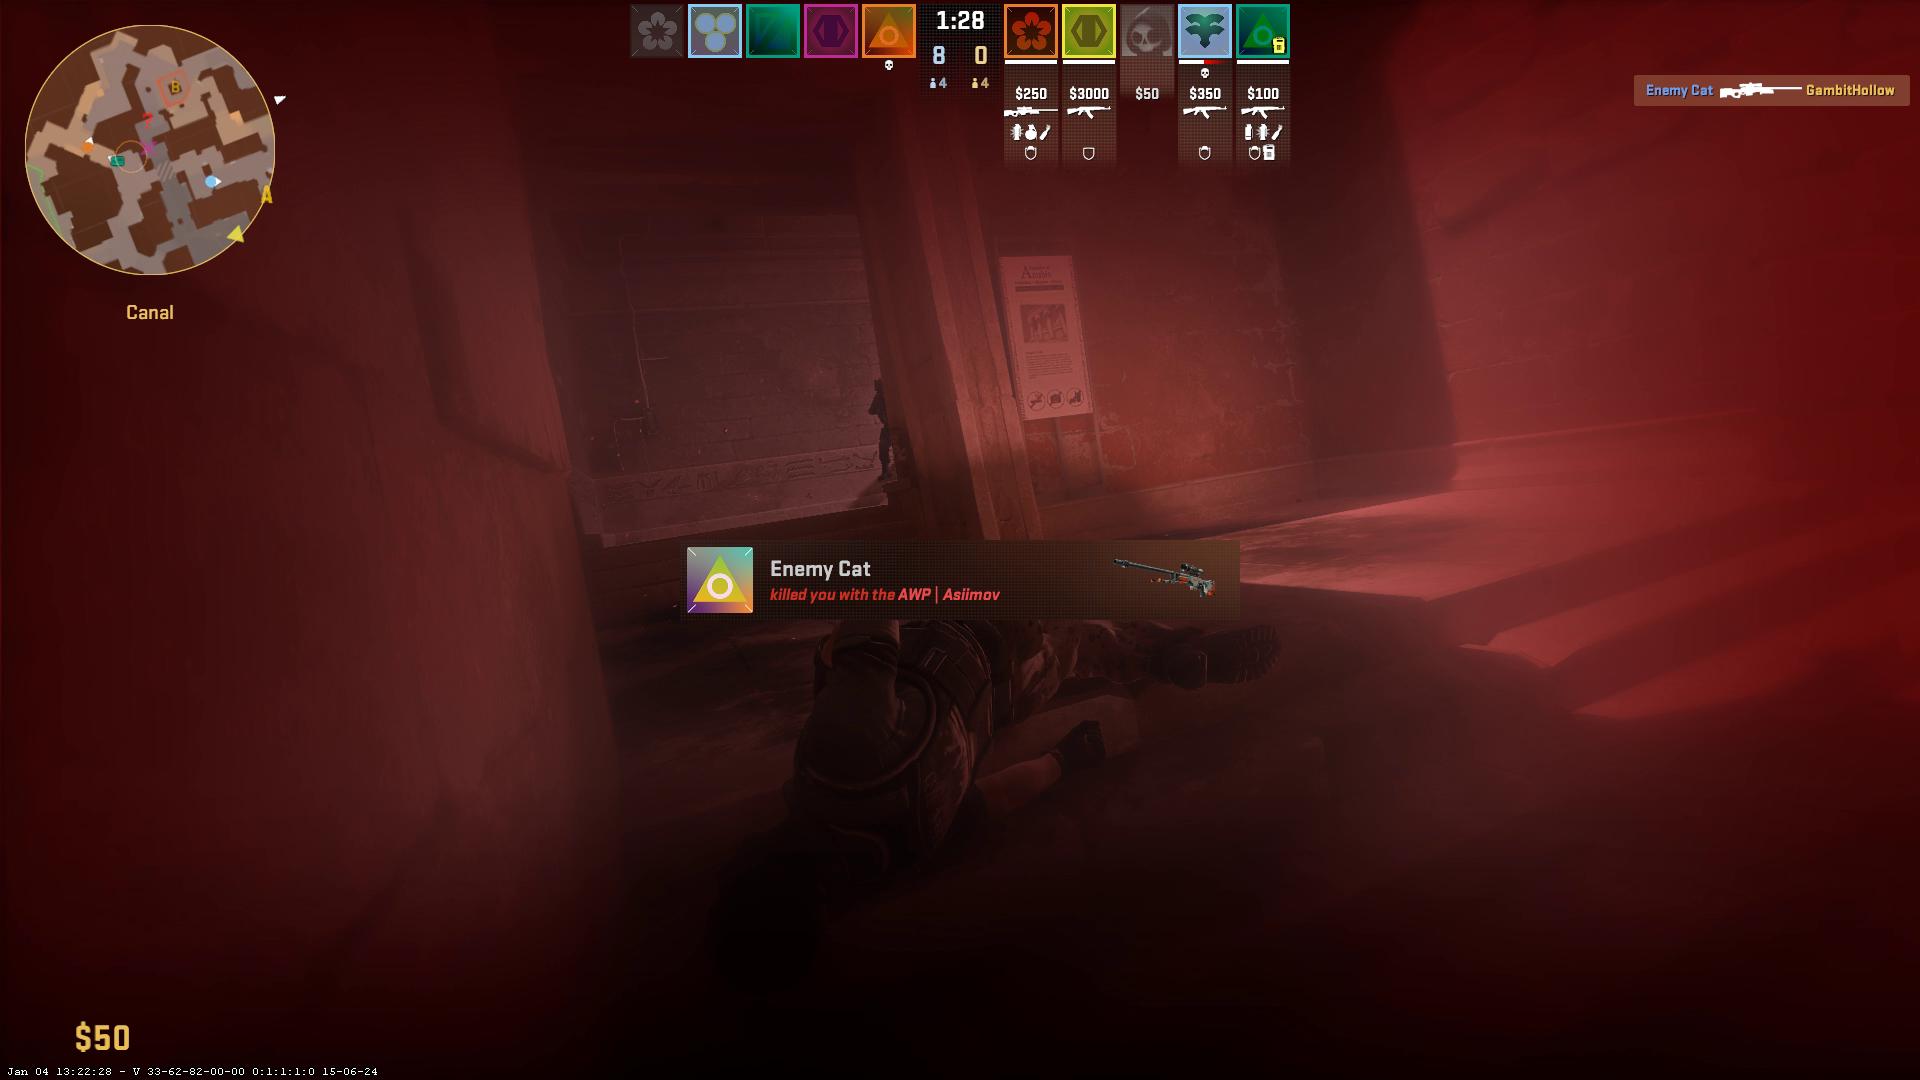 1:28
8 0
4 4
B
A
Canal
$250 $3000 $50 $350 $100
Enemy Cat GambitHollow
Enemy Cat
killed you with the AWP | Asiimov
$50
Jan 04 13:22:28 - V 33-62-82-00-00 0:1:1:1:0 15-06-24